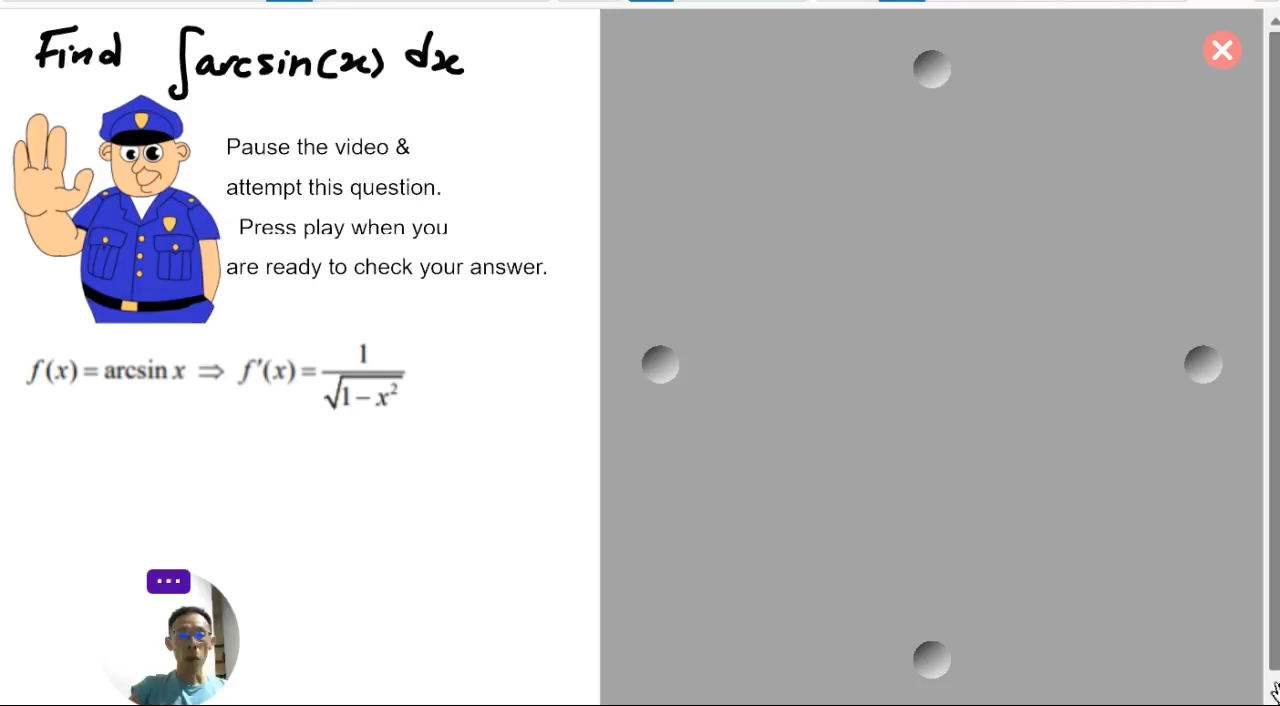 Find ∫arcsin(x) dx
Pause the video &
attempt this question.
Press play when you
are ready to check your answer.
f(x) = arcsin x ⇒ f′(x) = 1/√(1 − x²)